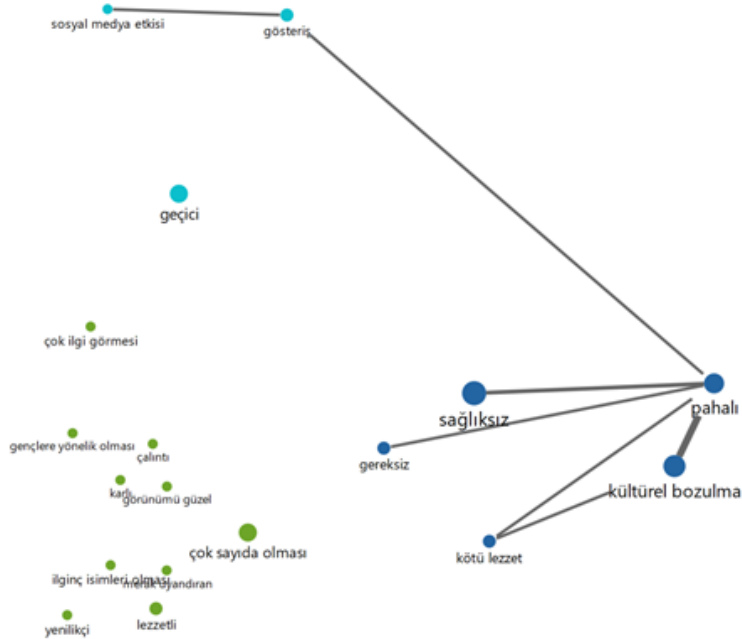 sosyal medya etkisi
gösteriş
geçici
çok ilgi görmesi
sağlıksız
pahalı
gençlere yönelik olması
çalıntı
gereksiz
karlı
görünümü güzel
kültürel bozulma
çok sayıda olması
kötü lezzet
ilginç isimleri olması
merak uyandıran
yenilikçi
lezzetli